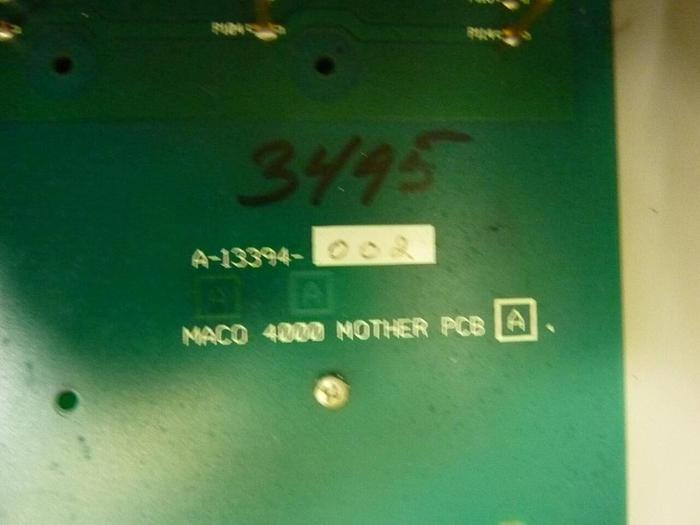 3495
A-13394- 002
A A
MACO 4000 MOTHER PCB A